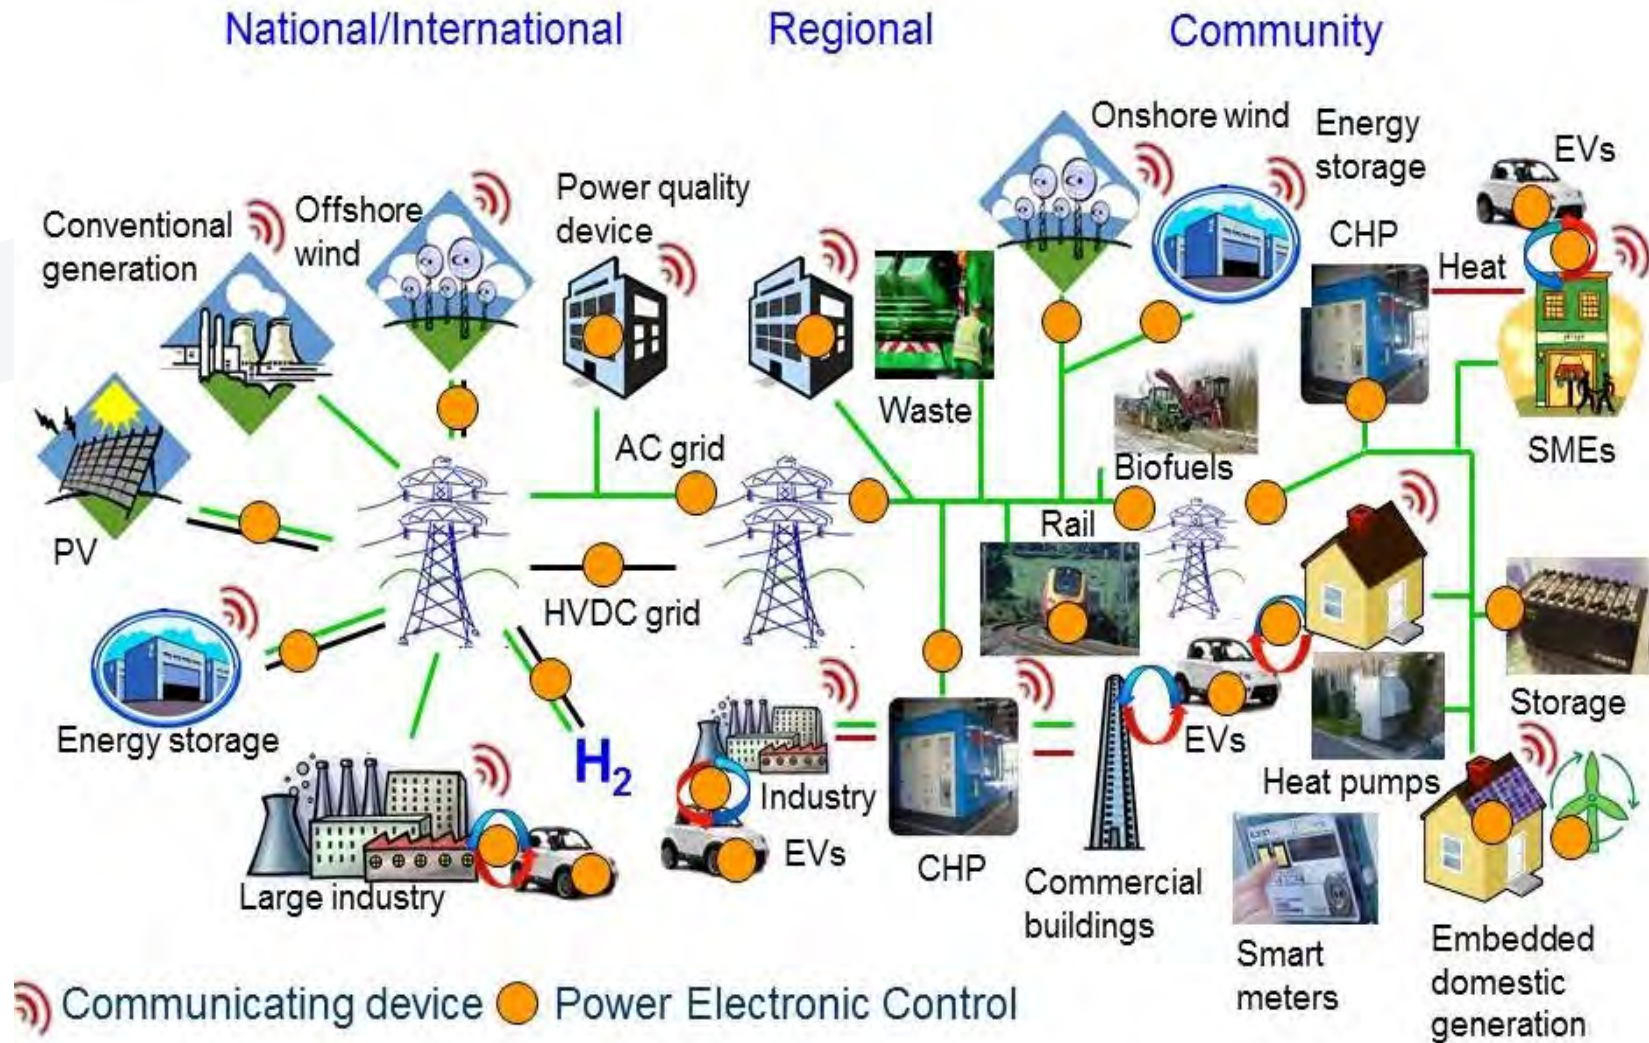 National/International
Regional
Community
Onshore wind
Energy
storage
EVs
Conventional
generation
Offshore
wind
Power quality
device
CHP
Heat
Waste
AC grid
Biofuels
SMEs
PV
Rail
HVDC grid
Energy storage
H2
Storage
EVs
Heat pumps
Industry
EVs
Large industry
CHP
Commercial
buildings
Smart
meters
Embedded
domestic
generation
Communicating device
Power Electronic Control